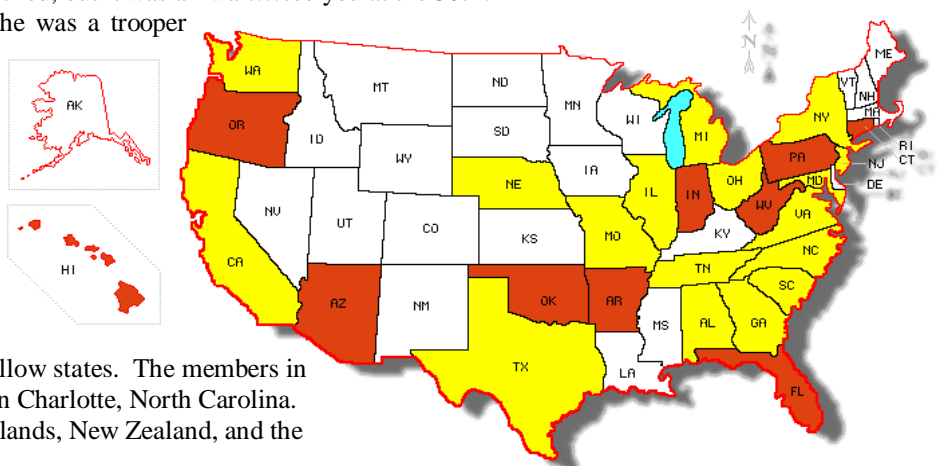 he was a trooper
N
WA
MT
ND
MN
ME
VT
NH
MA
AK
OR
ID
SD
WI
MI
NY
RI
CT
WY
IA
PA
NJ
NE
IL
IN
OH
MD
DE
NV
UT
CO
WV
VA
HI
CA
KS
MO
KY
TN
NC
AZ
NM
OK
AR
SC
MS
AL
GA
TX
LA
FL
llow states. The members in
n Charlotte, North Carolina.
lands, New Zealand, and the